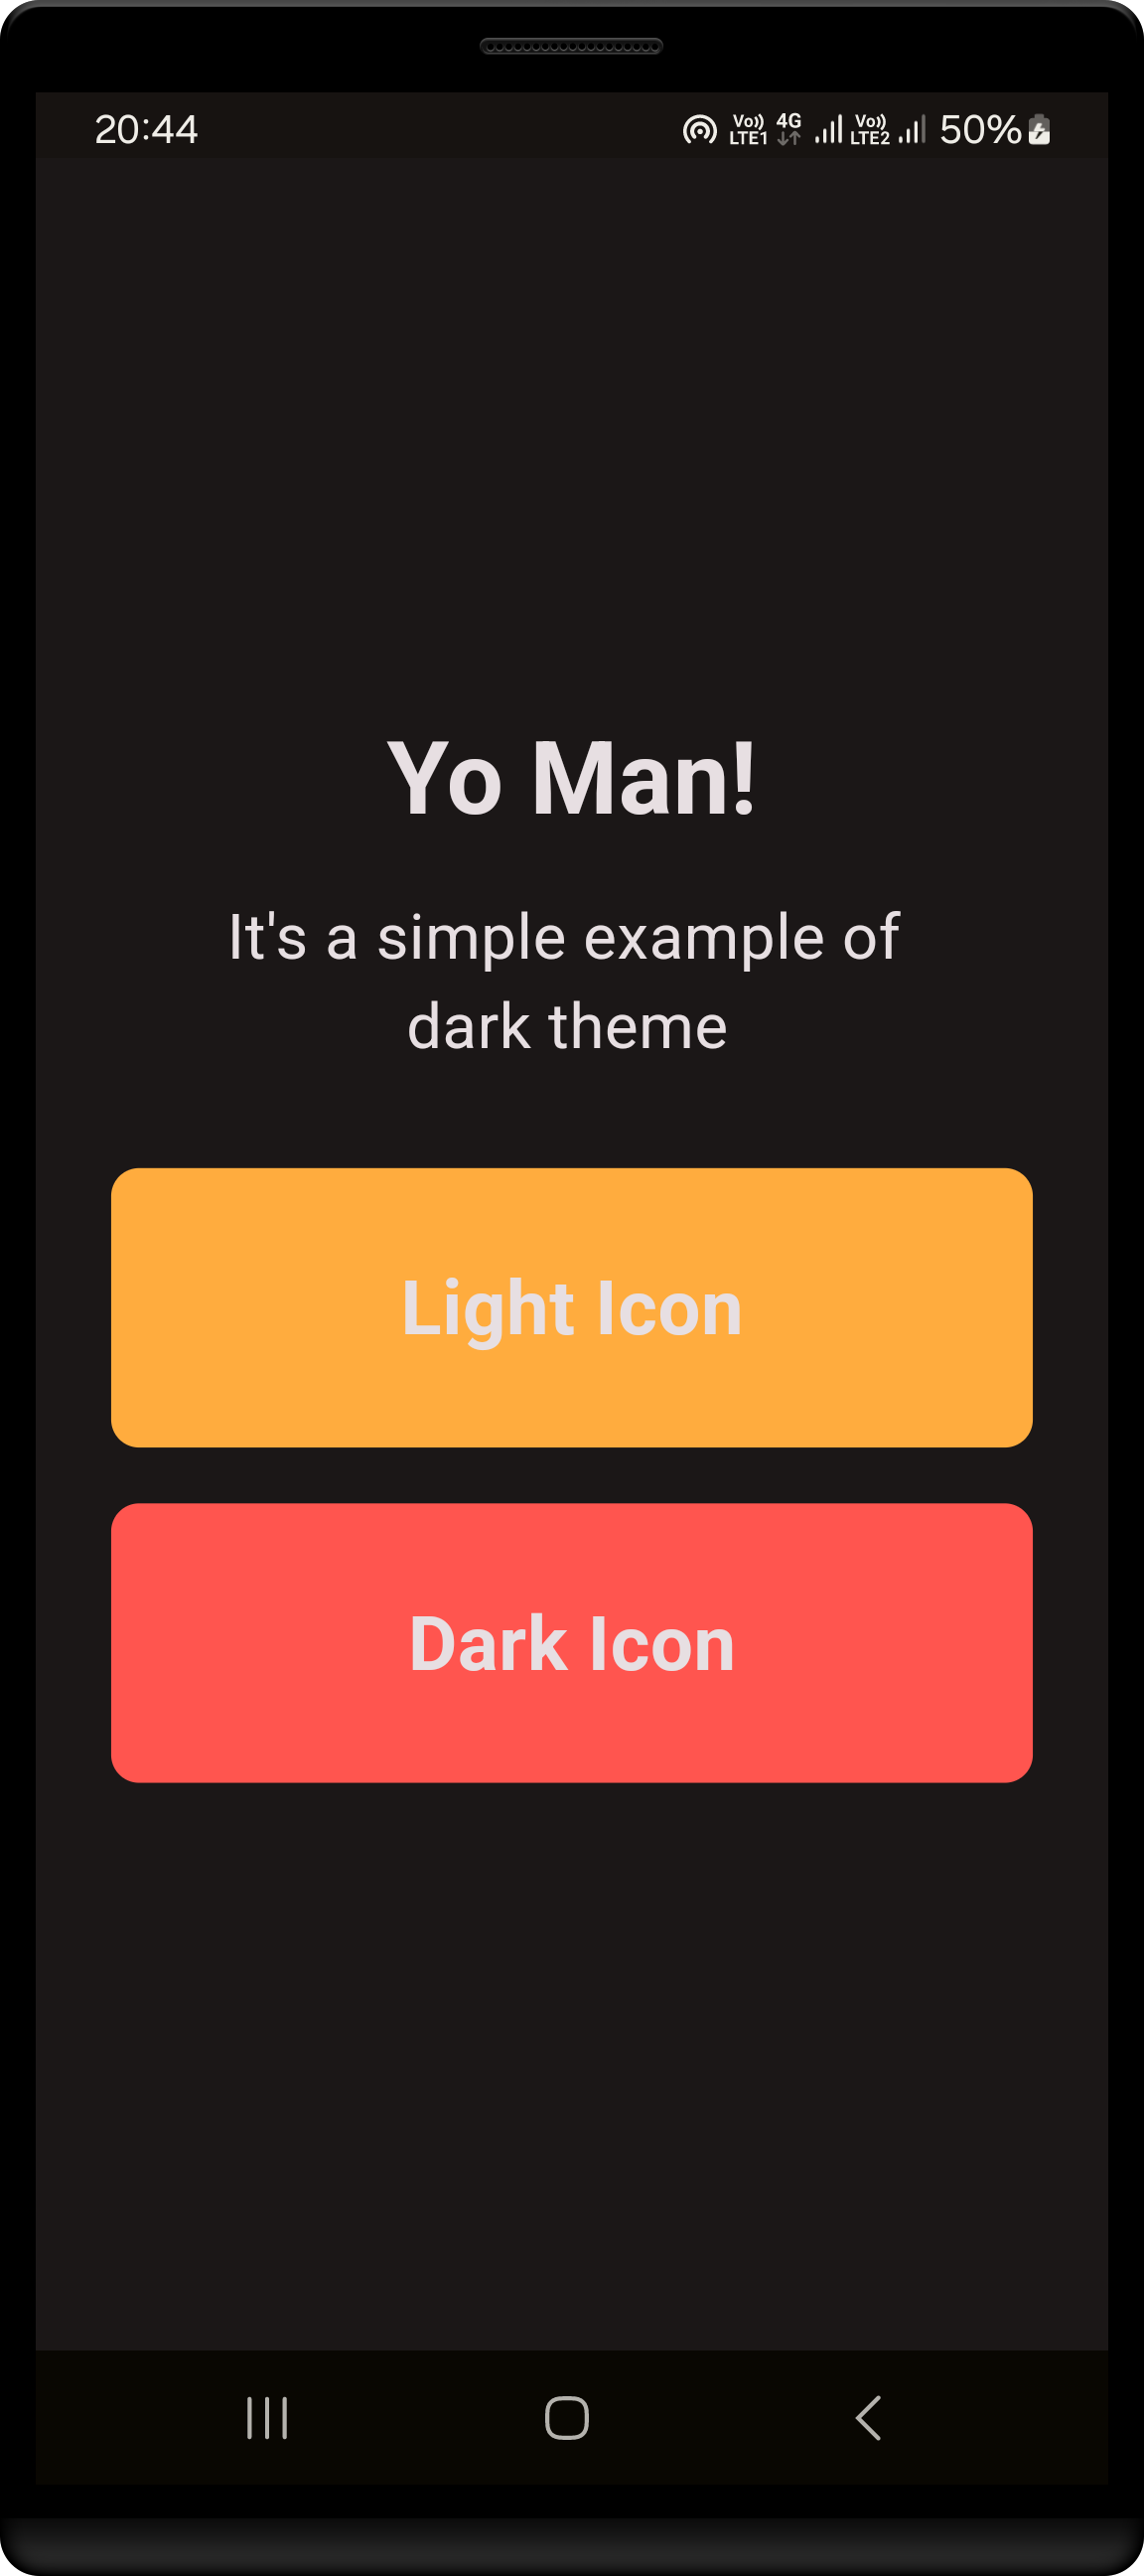 20:44 Vo)) LTE1 4G Vo)) LTE2 50%
Yo Man!
It's a simple example of
dark theme
Light Icon
Dark Icon